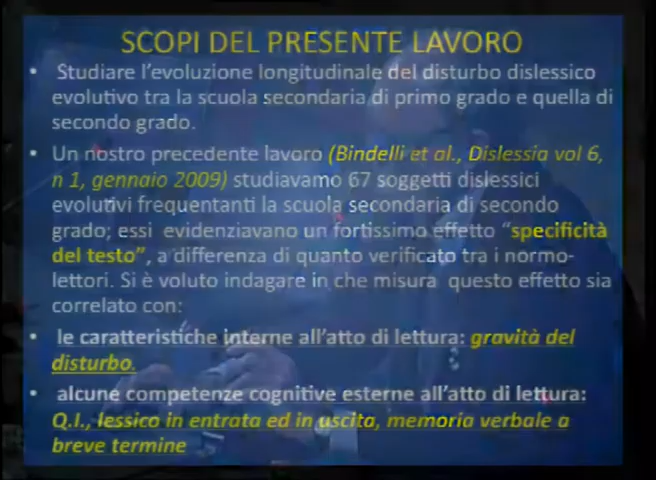 SCOPI DEL PRESENTE LAVORO
• Studiare l'evoluzione longitudinale del disturbo dislessico
evolutivo tra la scuola secondaria di primo grado e quella di
secondo grado.
• Un nostro precedente lavoro (Bindelli et al., Dislessia vol 6,
n 1, gennaio 2009) studiavamo 67 soggetti dislessici
evolutivi frequentanti la scuola secondaria di secondo
grado; essi evidenziavano un fortissimo effetto "specificità
del testo", a differenza di quanto verificato tra i normo-
lettori. Si è voluto indagare in che misura questo effetto sia
correlato con:
• le caratteristiche interne all'atto di lettura: gravità del
disturbo.
• alcune competenze cognitive esterne all'atto di lettura:
Q.I., lessico in entrata ed in uscita, memoria verbale a
breve termine